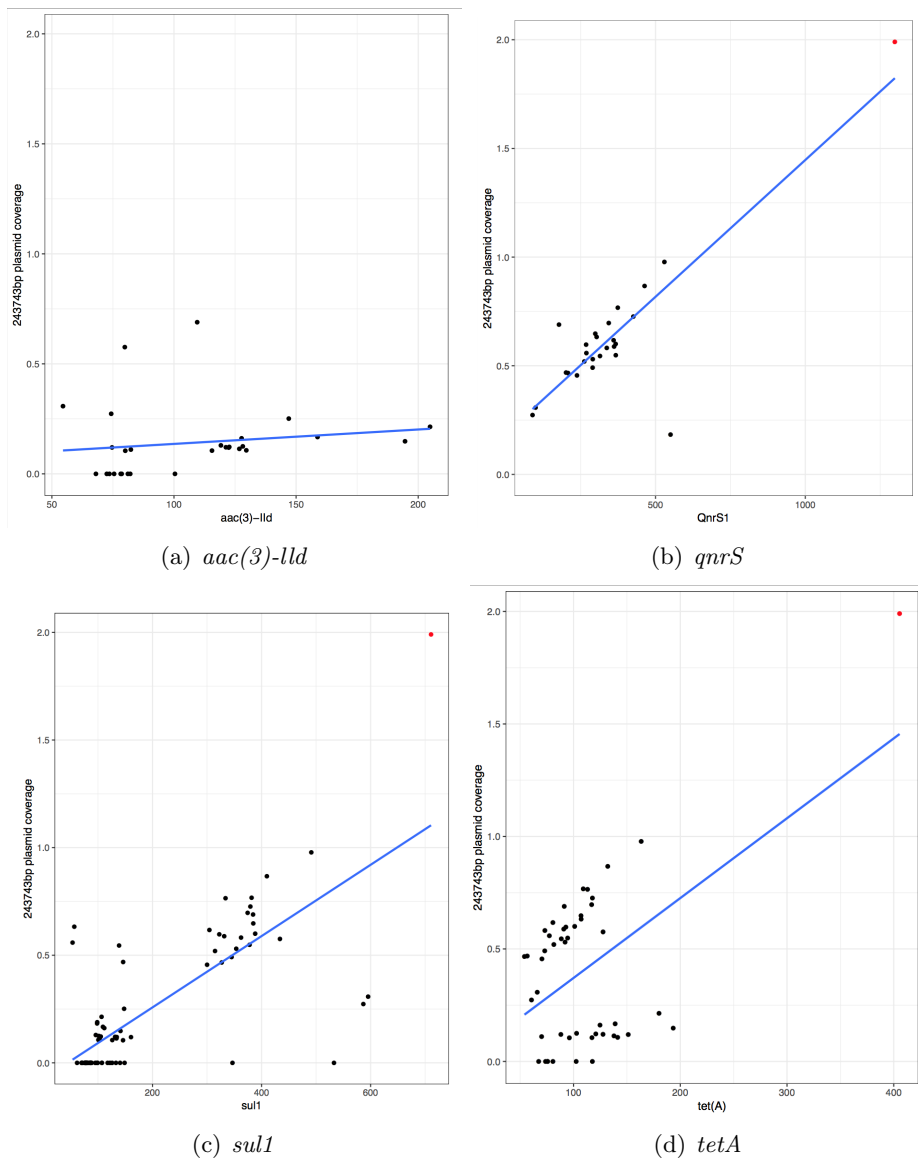 2.0
1.5
1.0
0.5
0.0
243743bp plasmid coverage
50 100 150 200
aac(3)−IId
(a) aac(3)-lld
2.0
1.5
1.0
0.5
0.0
243743bp plasmid coverage
500 1000
QnrS1
(b) qnrS
2.0
1.5
1.0
0.5
0.0
243743bp plasmid coverage
200 400 600
sul1
(c) sul1
2.0
1.5
1.0
0.5
0.0
243743bp plasmid coverage
100 200 300 400
tet(A)
(d) tetA